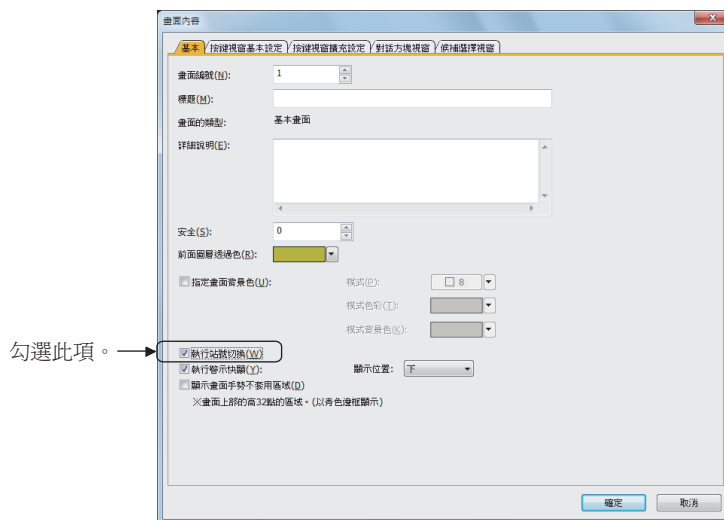 畫面內容
基本 按鍵視窗基本設定 按鍵視窗擴充設定 對話方塊視窗 候補選擇視窗
畫面編號(N): 1
標題(M):
畫面的類型: 基本畫面
詳細說明(E):
安全(S): 0
前面圖層透過色(R):
指定畫面背景色(U): 模式(P): 8
模式色彩(T):
模式背景色(K):
勾選此項。
執行站號切換(W)
執行警示快顯(Y): 顯示位置: 下
顯示畫面手勢不套用區域(D)
※畫面上部的高32點的區域。(以青色邊框顯示)
確定 取消